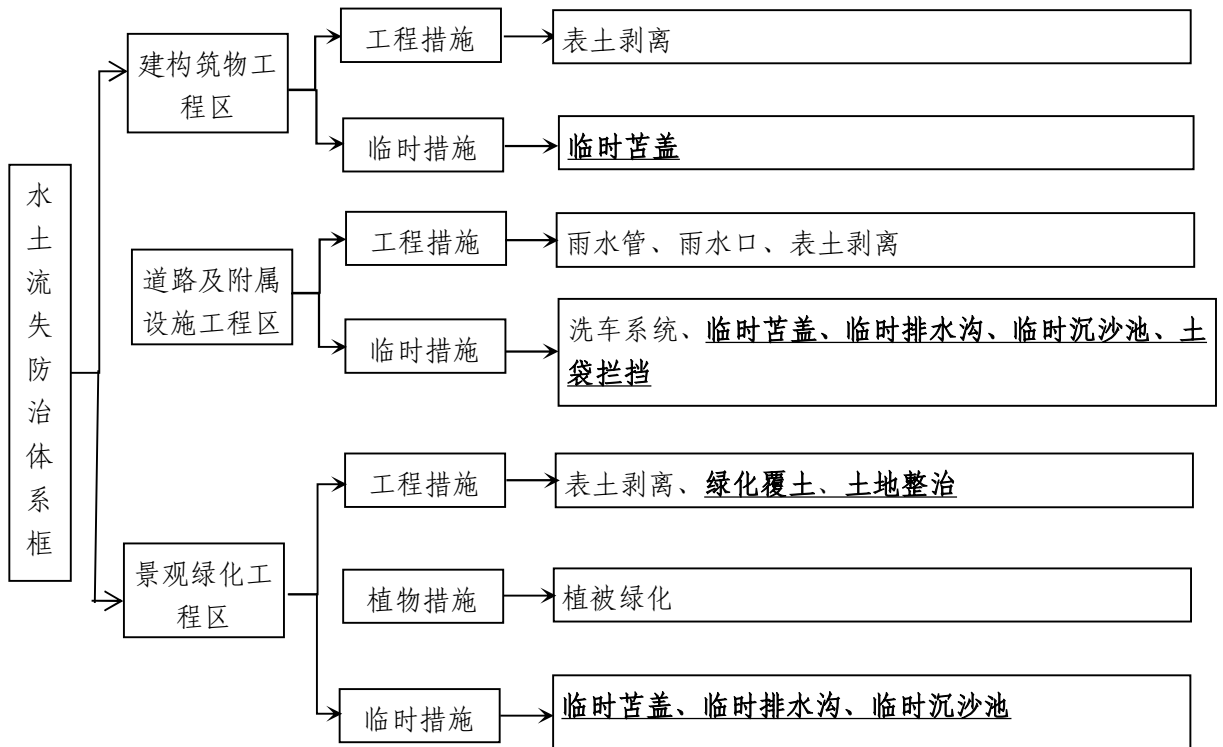 水土流失防治体系框
建构筑物工
程区
工程措施
表土剥离
临时措施
临时苫盖
道路及附属
设施工程区
工程措施
雨水管、雨水口、表土剥离
临时措施
洗车系统、临时苫盖、临时排水沟、临时沉沙池、土
袋拦挡
景观绿化工
程区
工程措施
表土剥离、绿化覆土、土地整治
植物措施
植被绿化
临时措施
临时苫盖、临时排水沟、临时沉沙池